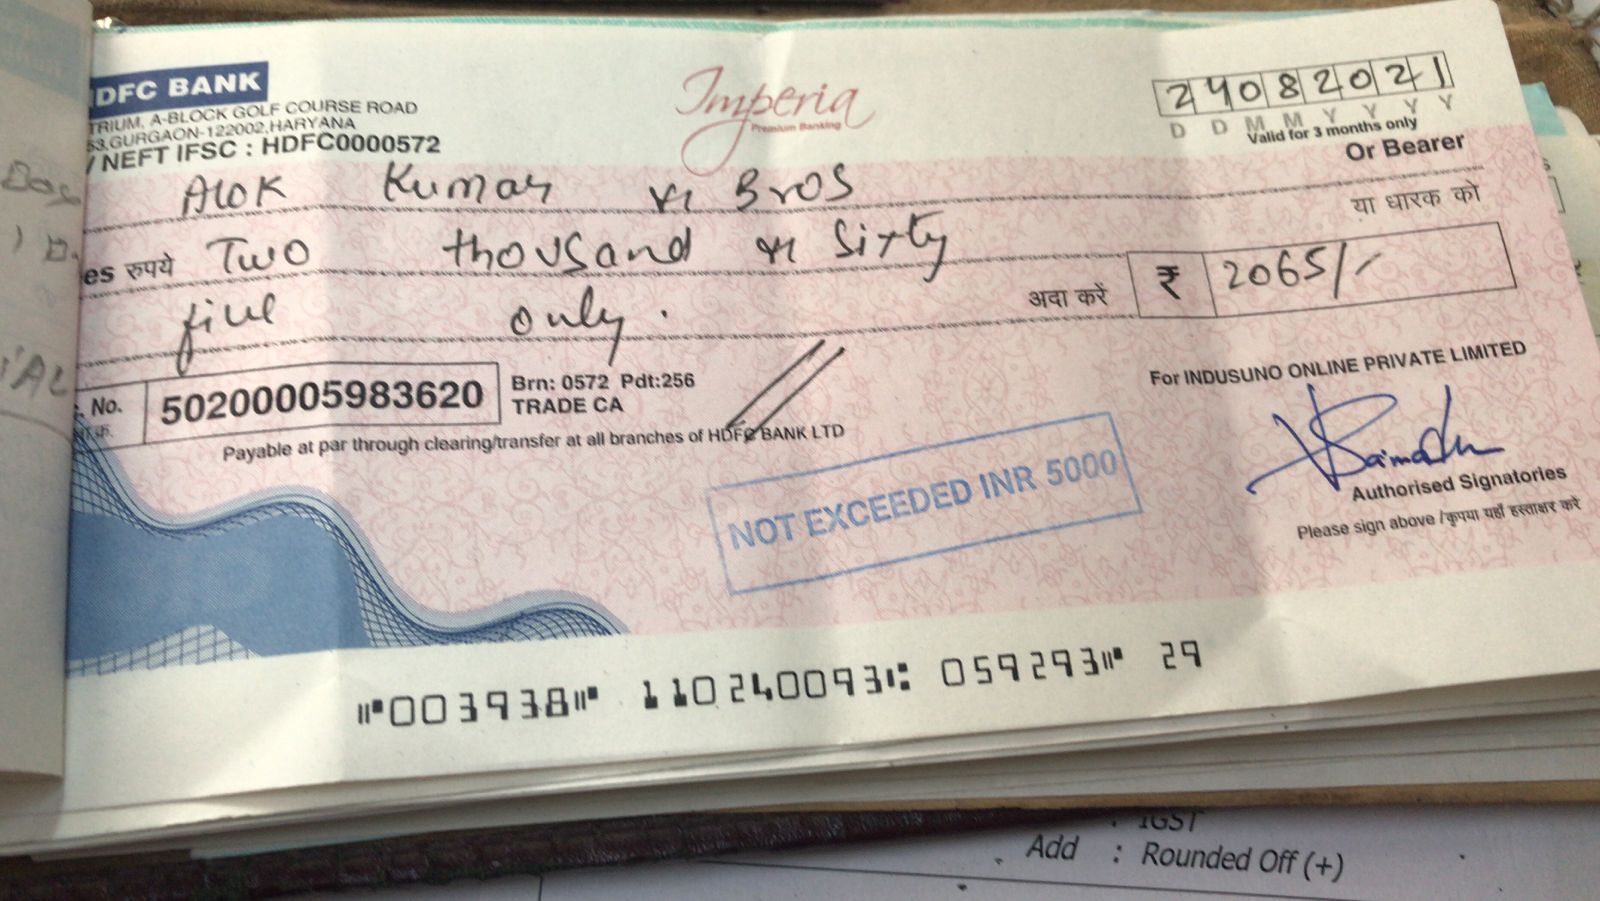 HDFC BANK
TRIUM, A-BLOCK GOLF COURSE ROAD
53,GURGAON-122002,HARYANA
/ NEFT IFSC : HDFC0000572
Imperia
Premium Banking
24082021
D D M M Y Y Y Y
Valid for 3 months only
Or Bearer
Alok Kumar & Bros
या धारक को
es रुपये Two thousand & Sixty
five only.
अदा करें
₹ 2065/-
No. 50200005983620
Brn: 0572 Pdt:256
TRADE CA
For INDUSUNO ONLINE PRIVATE LIMITED
Payable at par through clearing/transfer at all branches of HDFC BANK LTD
NOT EXCEEDED INR 5000
Authorised Signatories
Please sign above /कृपया यहाँ हस्ताक्षर करें
⑈003938⑈ 110240093⑆ 059293⑈ 29
IGST
Add : Rounded Off (+)